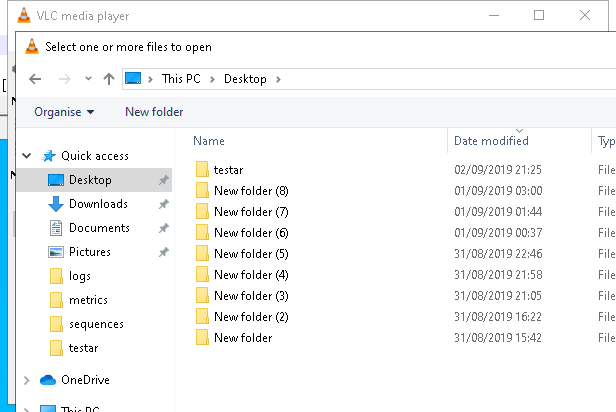 VLC media player
Select one or more files to open
This PC > Desktop >
Organise New folder
Name Date modified Typ
Quick access
Desktop
Downloads
Documents
Pictures
logs
metrics
sequences
testar
OneDrive
This PC
testar 02/09/2019 21:25 File
New folder (8) 01/09/2019 03:00 File
New folder (7) 01/09/2019 01:44 File
New folder (6) 01/09/2019 00:37 File
New folder (5) 31/08/2019 22:46 File
New folder (4) 31/08/2019 21:58 File
New folder (3) 31/08/2019 21:05 File
New folder (2) 31/08/2019 16:22 File
New folder 31/08/2019 15:42 File